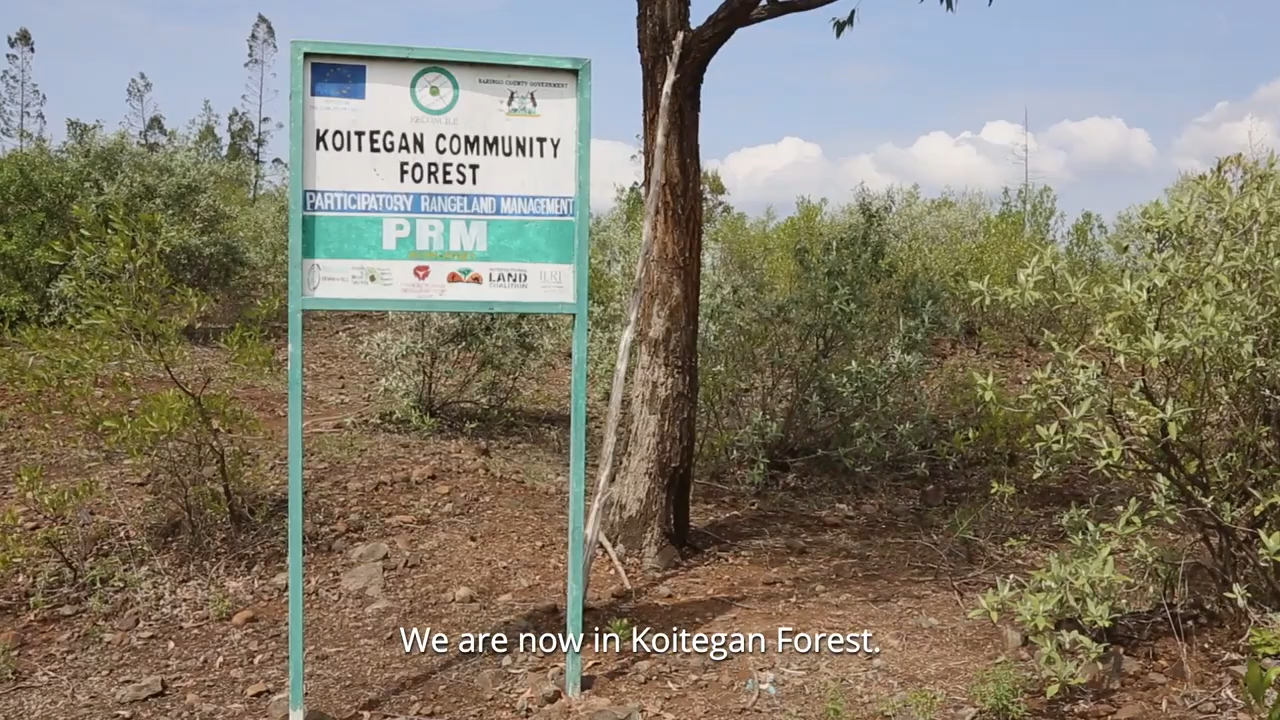 BARINGO COUNTY GOVERNMENT
RECONCILE
KOITEGAN COMMUNITY
FOREST
PARTICIPATORY RANGELAND MANAGEMENT
PRM
LAND
COALITION
ILRI
We are now in Koitegan Forest.